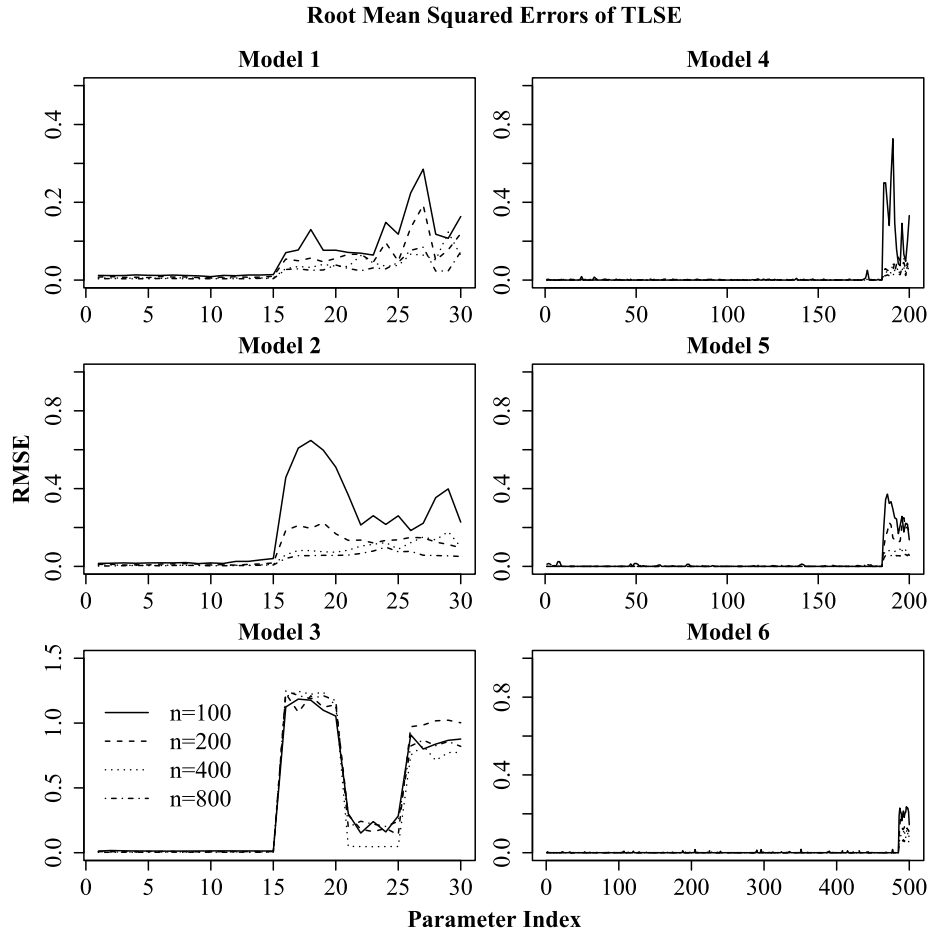 Root Mean Squared Errors of TLSE
Model 1
0.0 0.2 0.4
0 5 10 15 20 25 30
Model 4
0.0 0.4 0.8
0 50 100 150 200
Model 2
0.0 0.4 0.8
0 5 10 15 20 25 30
Model 5
0.0 0.4 0.8
0 50 100 150 200
RMSE
Model 3
0.0 0.5 1.0 1.5
n=100
n=200
n=400
n=800
0 5 10 15 20 25 30
Model 6
0.0 0.4 0.8
0 100 200 300 400 500
Parameter Index